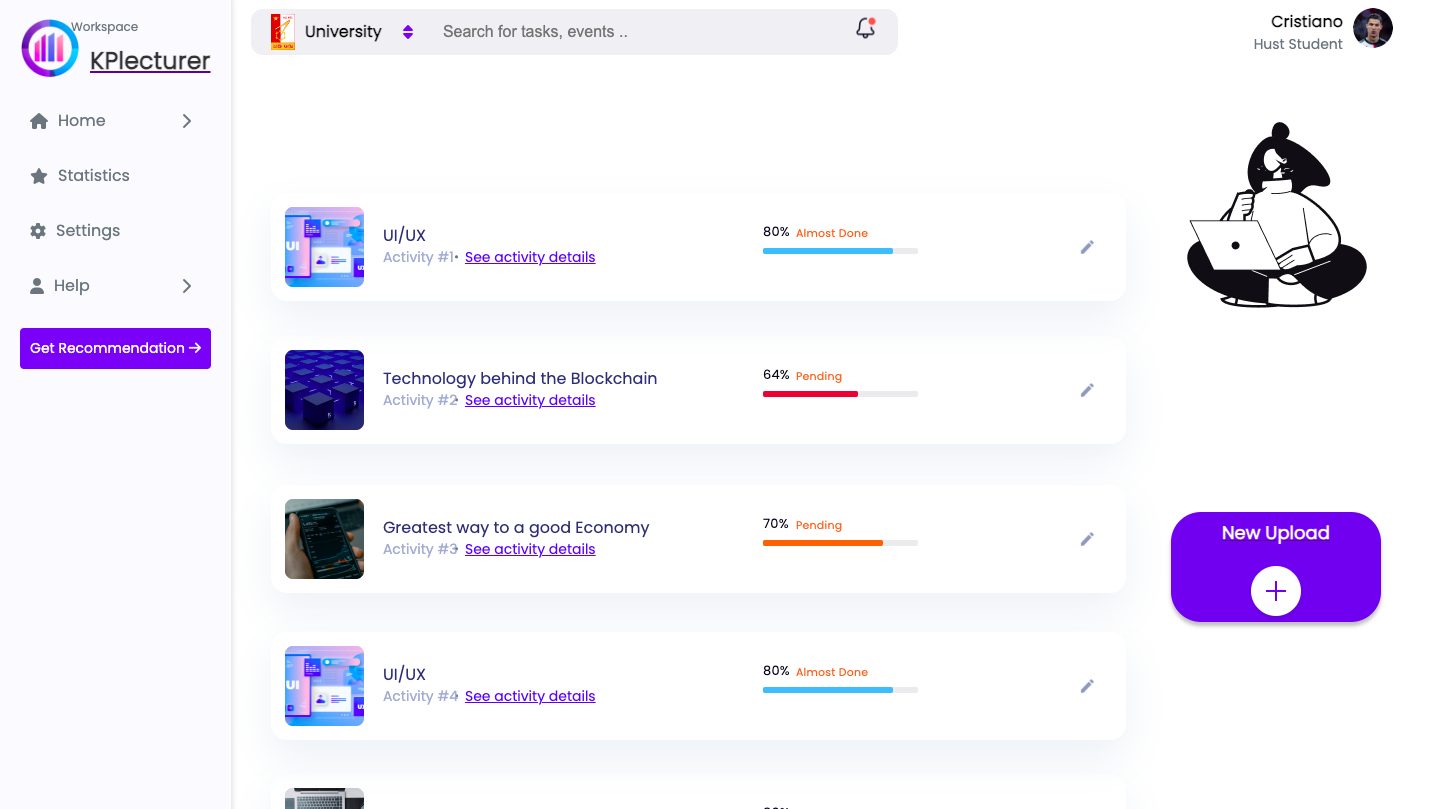 Workspace
KPlecturer
Home
Statistics
Settings
Help
Get Recommendation
University
Search for tasks, events ..
Cristiano
Hust Student
UI/UX
Activity #1• See activity details
80% Almost Done
Technology behind the Blockchain
Activity #2• See activity details
64% Pending
Greatest way to a good Economy
Activity #3• See activity details
70% Pending
UI/UX
Activity #4• See activity details
80% Almost Done
New Upload
UI